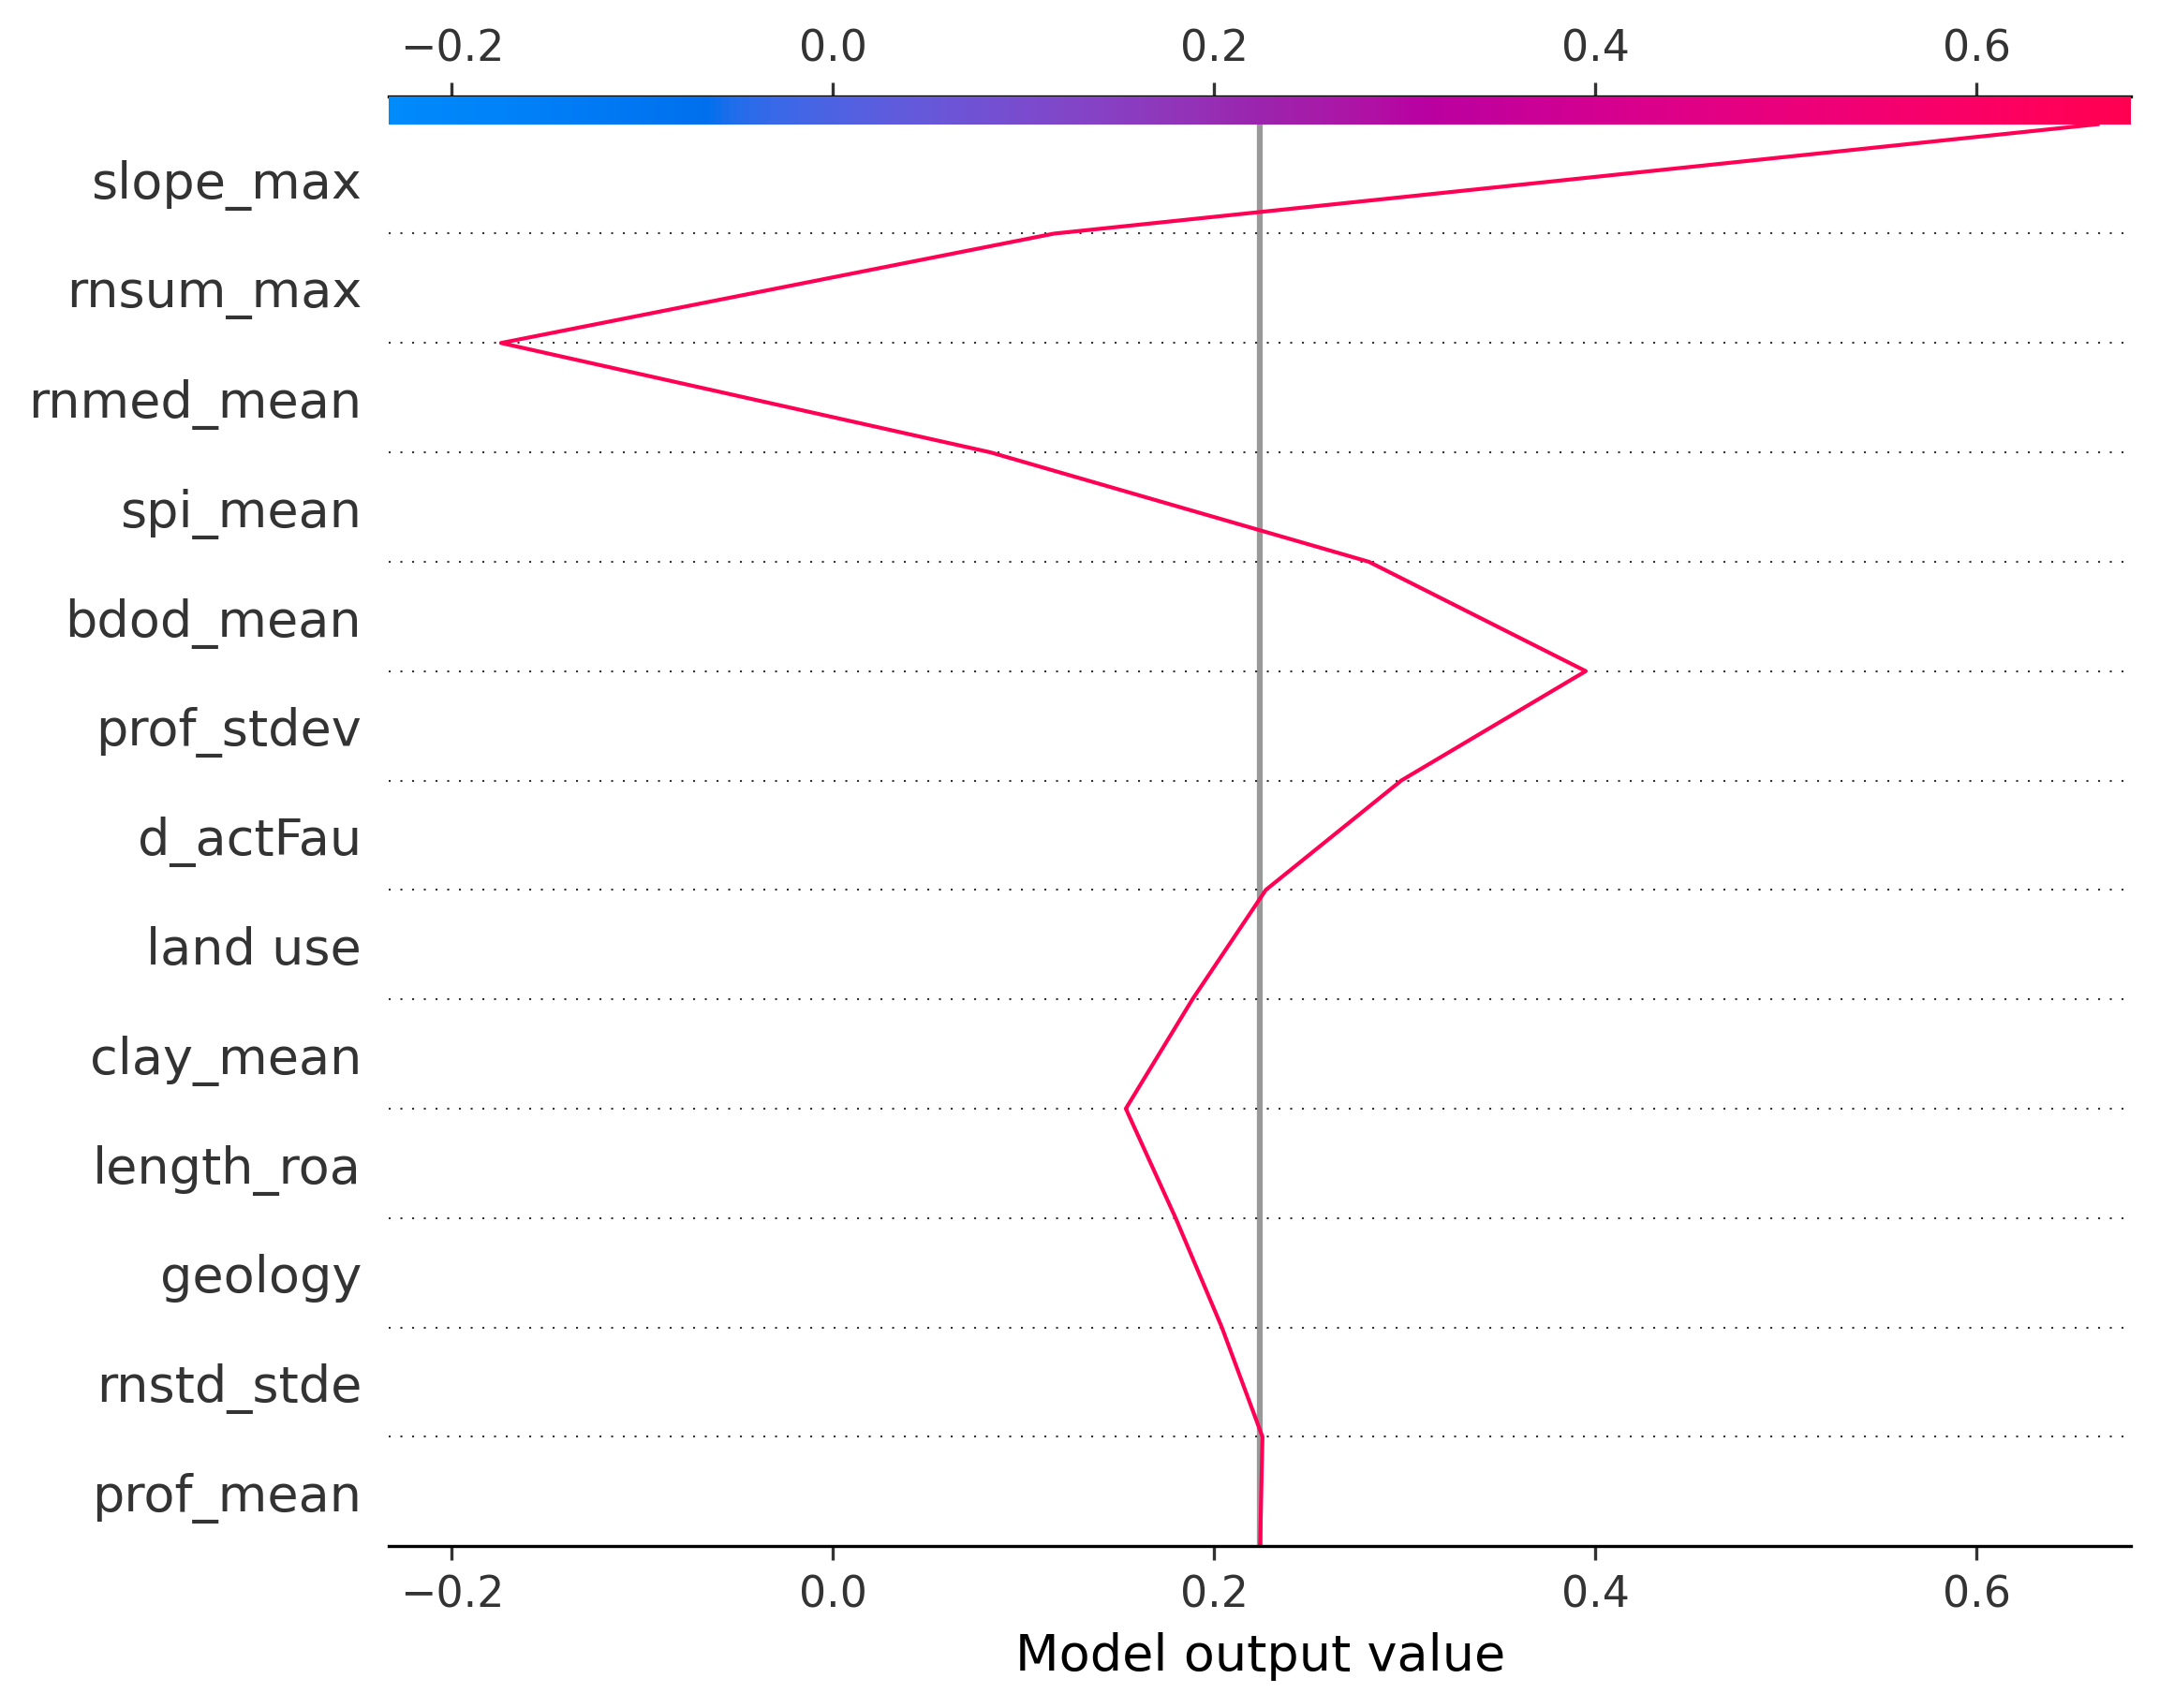 −0.2 0.0 0.2 0.4 0.6
slope_max
rnsum_max
rnmed_mean
spi_mean
bdod_mean
prof_stdev
d_actFau
land use
clay_mean
length_roa
geology
rnstd_stde
prof_mean
−0.2 0.0 0.2 0.4 0.6
Model output value